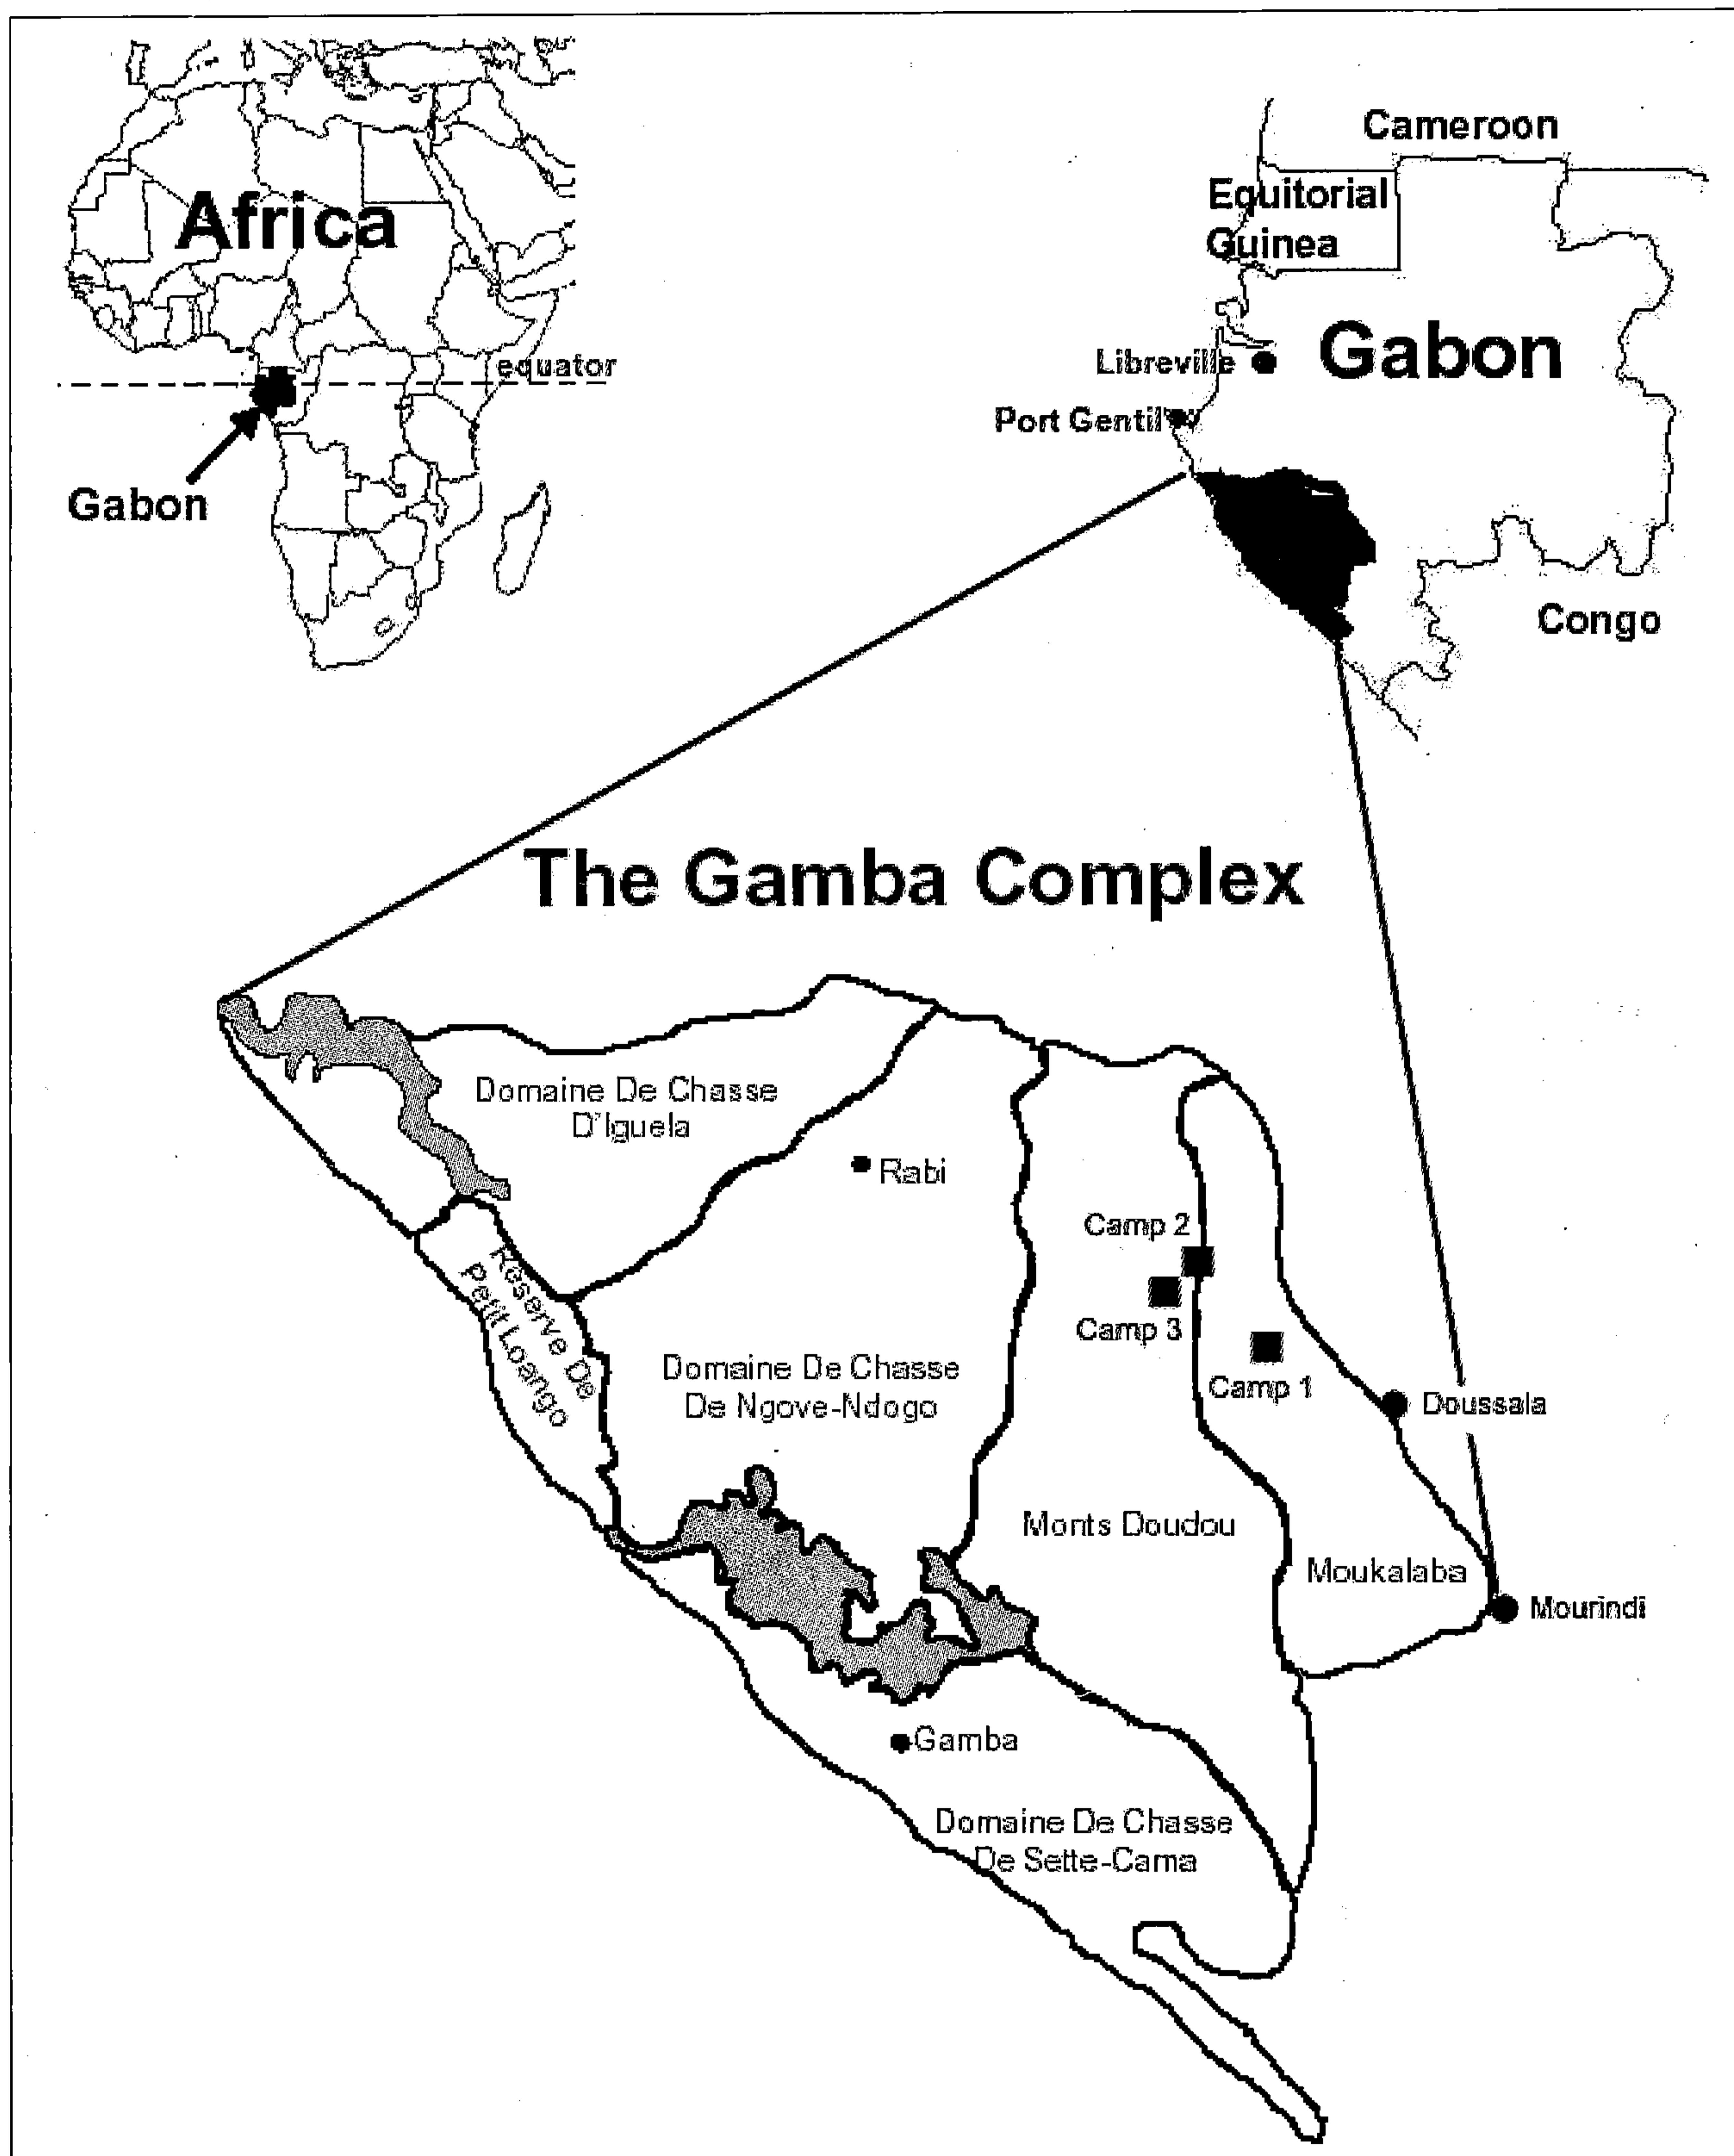 Africa
equator
Gabon
Cameroon
Equitorial
Guinea
Gabon
Libreville
Port Gentil
Congo
The Gamba Complex
Domaine De Chasse
D'Iguela
Rabi
Camp 2
Camp 3
Camp 1
Reserve De
Petit Loango
Domaine De Chasse
De Ngove-Ndogo
Doussala
Monts Doudou
Moukalaba
Mourindi
Gamba
Domaine De Chasse
De Sette-Cama